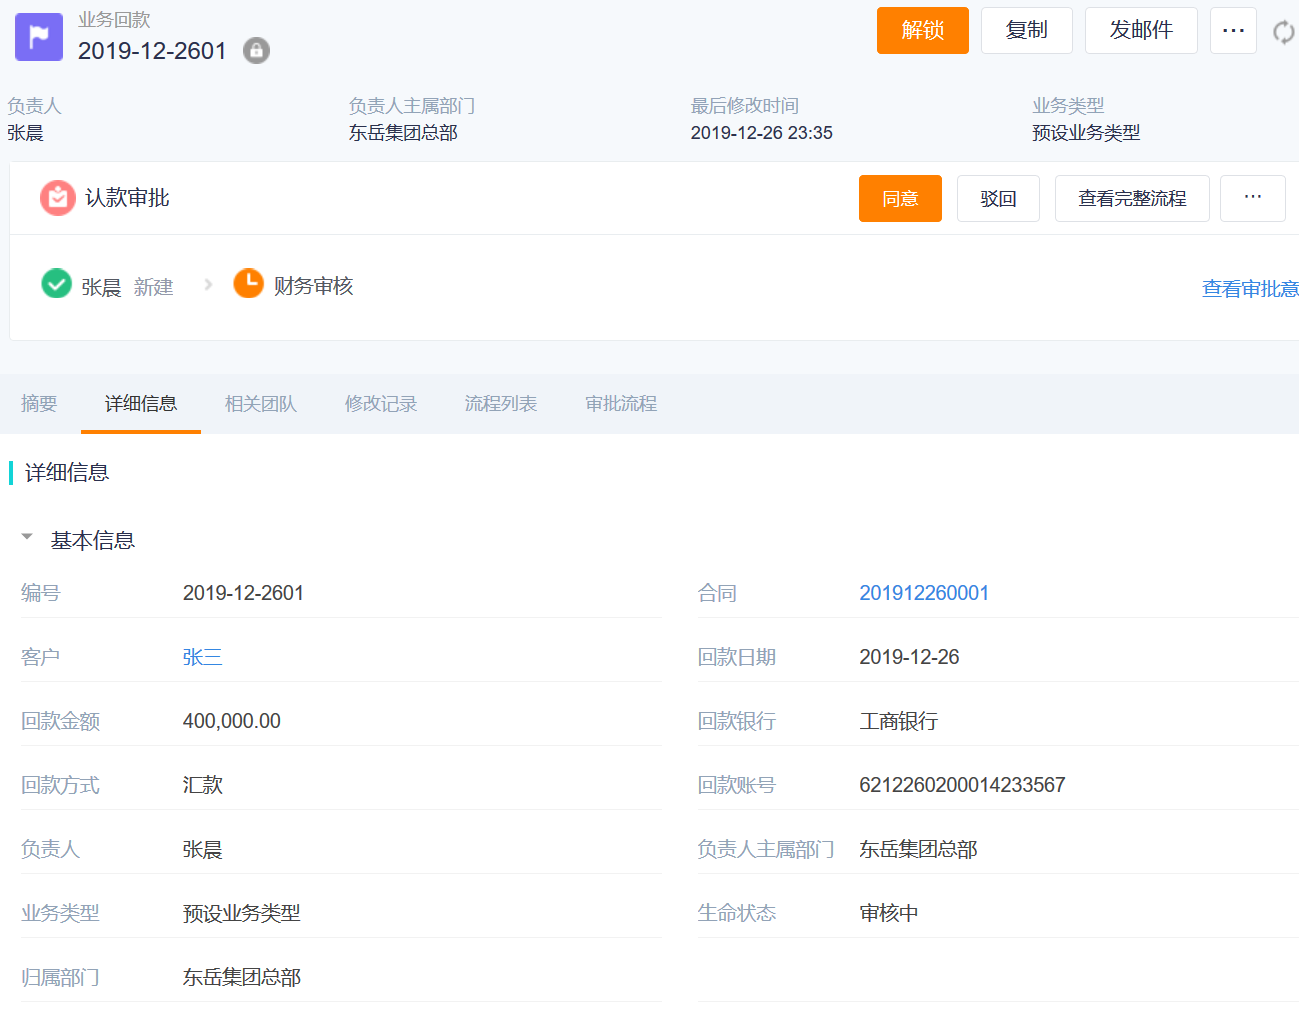 业务回款
2019-12-2601
解锁 复制 发邮件 ...
负责人 负责人主属部门 最后修改时间 业务类型
张晨 东岳集团总部 2019-12-26 23:35 预设业务类型
认款审批 同意 驳回 查看完整流程 ...
张晨 新建 财务审核 查看审批意
摘要 详细信息 相关团队 修改记录 流程列表 审批流程
详细信息
基本信息
编号 2019-12-2601 合同 201912260001
客户 张三 回款日期 2019-12-26
回款金额 400,000.00 回款银行 工商银行
回款方式 汇款 回款账号 6212260200014233567
负责人 张晨 负责人主属部门 东岳集团总部
业务类型 预设业务类型 生命状态 审核中
归属部门 东岳集团总部